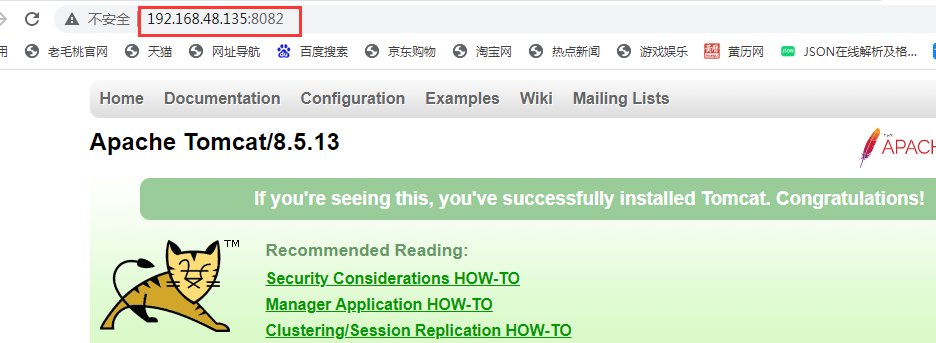 不安全 192.168.48.135:8082
用 老毛桃官网 天猫 网址导航 百度搜索 京东购物 淘宝网 热点新闻 游戏娱乐 黄历网 JSON在线解析及格...
Home Documentation Configuration Examples Wiki Mailing Lists
Apache Tomcat/8.5.13
THE
APACH
If you're seeing this, you've successfully installed Tomcat. Congratulations!
TM
Recommended Reading:
Security Considerations HOW-TO
Manager Application HOW-TO
Clustering/Session Replication HOW-TO